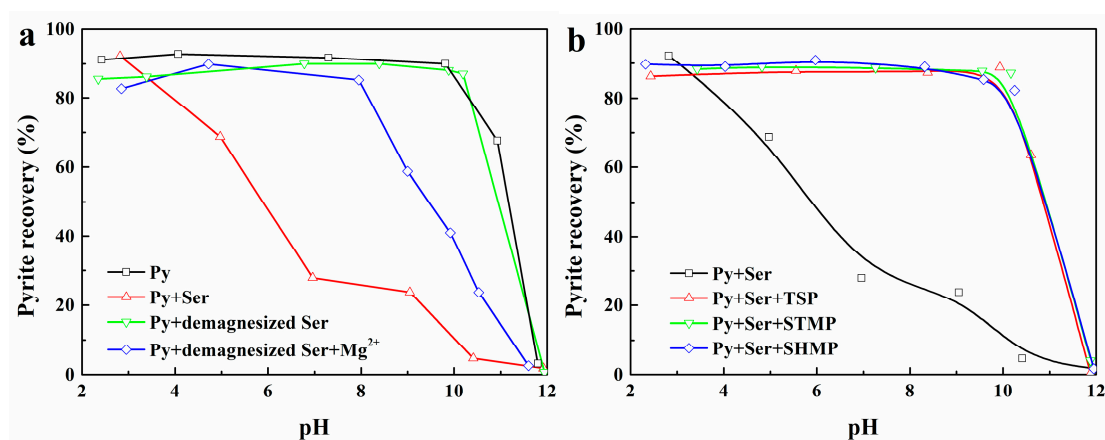 a
Pyrite recovery (%)
100
80
60
40
20
0
Py
Py+Ser
Py+demagnesized Ser
Py+demagnesized Ser+Mg²⁺
2 4 6 8 10 12
pH
b
Pyrite recovery (%)
100
80
60
40
20
0
Py+Ser
Py+Ser+TSP
Py+Ser+STMP
Py+Ser+SHMP
2 4 6 8 10 12
pH